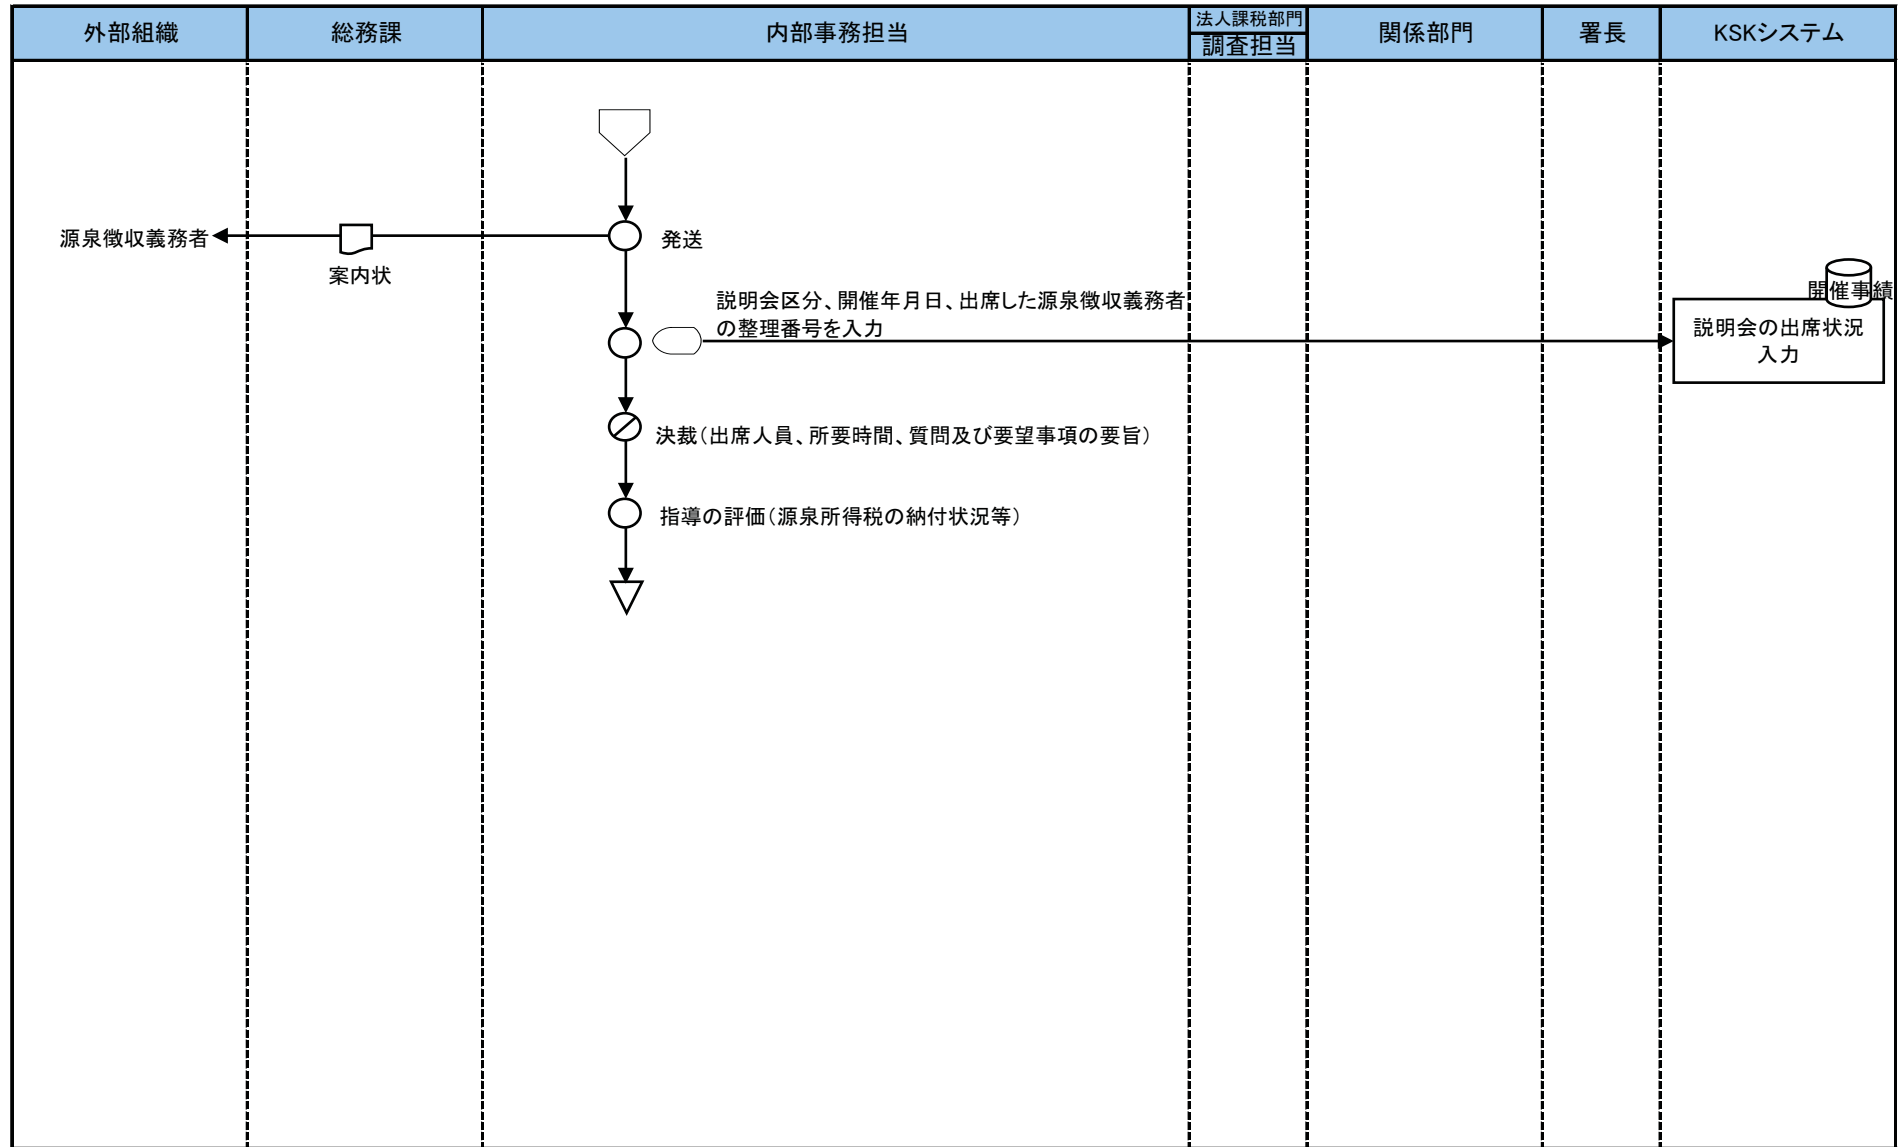 外部組織
総務課
内部事務担当
法人課税部門
調査担当
関係部門
署長
KSKシステム
源泉徴収義務者
案内状
発送
説明会区分、開催年月日、出席した源泉徴収義務者
の整理番号を入力
開催事績
説明会の出席状況
入力
決裁（出席人員、所要時間、質問及び要望事項の要旨）
指導の評価（源泉所得税の納付状況等）